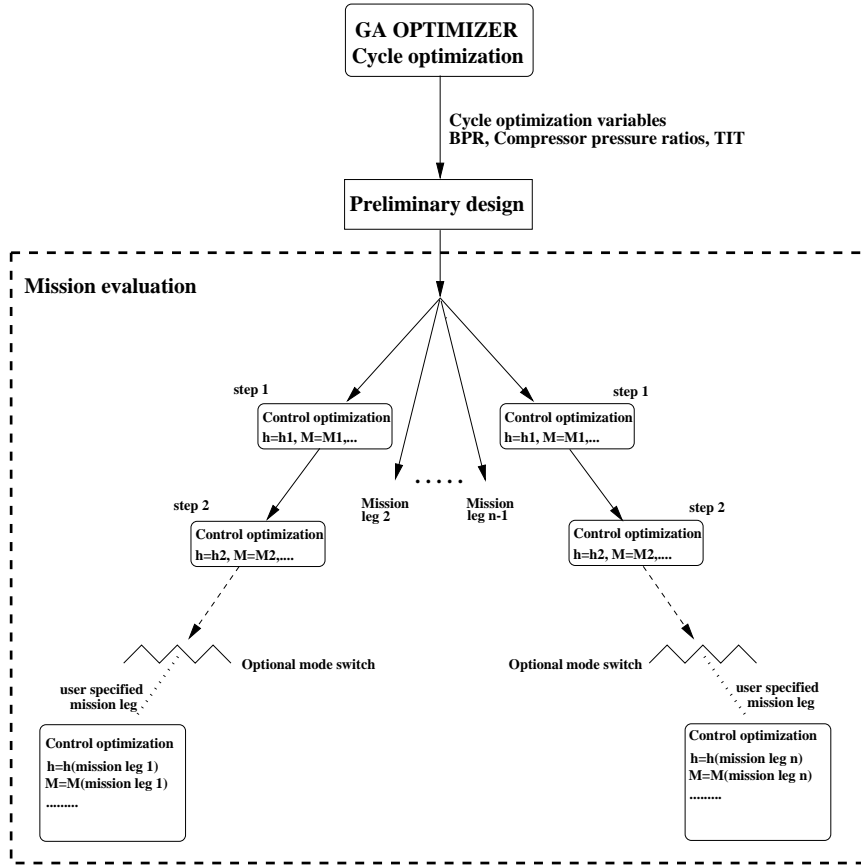 GA OPTIMIZER
Cycle optimization
Cycle optimization variables
BPR, Compressor pressure ratios, TIT
Preliminary design
Mission evaluation
step 1
Control optimization
h=h1, M=M1,...
step 1
Control optimization
h=h1, M=M1,...
.....
Mission
leg 2
Mission
leg n-1
step 2
Control optimization
h=h2, M=M2,....
step 2
Control optimization
h=h2, M=M2,....
Optional mode switch
Optional mode switch
user specified
mission leg
user specified
mission leg
Control optimization
h=h(mission leg 1)
M=M(mission leg 1)
.........
Control optimization
h=h(mission leg n)
M=M(mission leg n)
.........